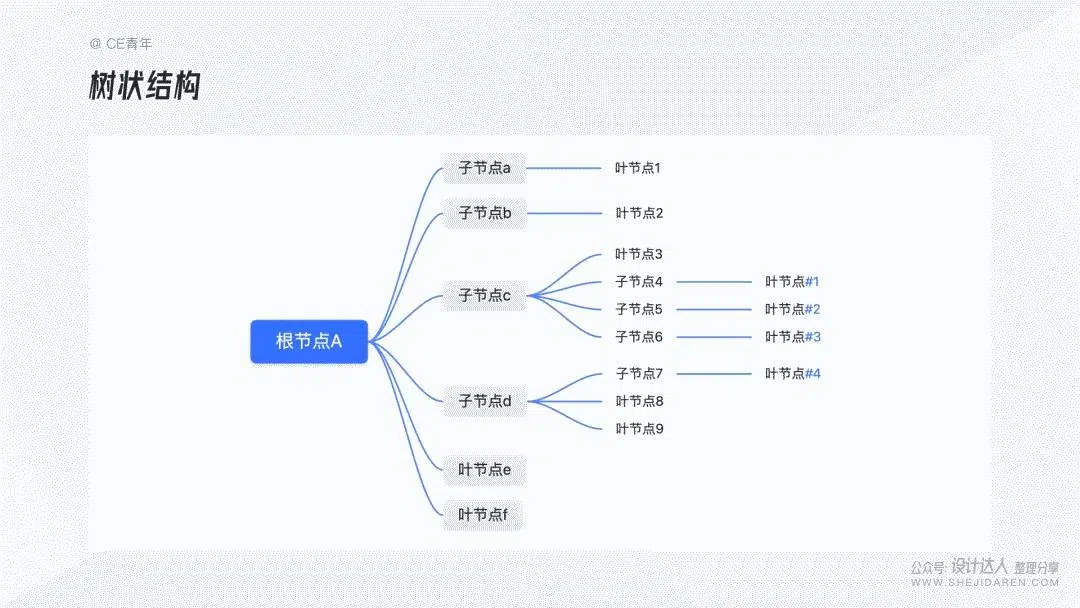 @ CE青年
树状结构
子节点a 叶节点1
子节点b 叶节点2
叶节点3
子节点4 叶节点#1
子节点c
子节点5 叶节点#2
子节点6 叶节点#3
根节点A
子节点7 叶节点#4
子节点d 叶节点8
叶节点9
叶节点e
叶节点f
公众号: 设计达人 整理分享
WWW.SHEJIDAREN.COM